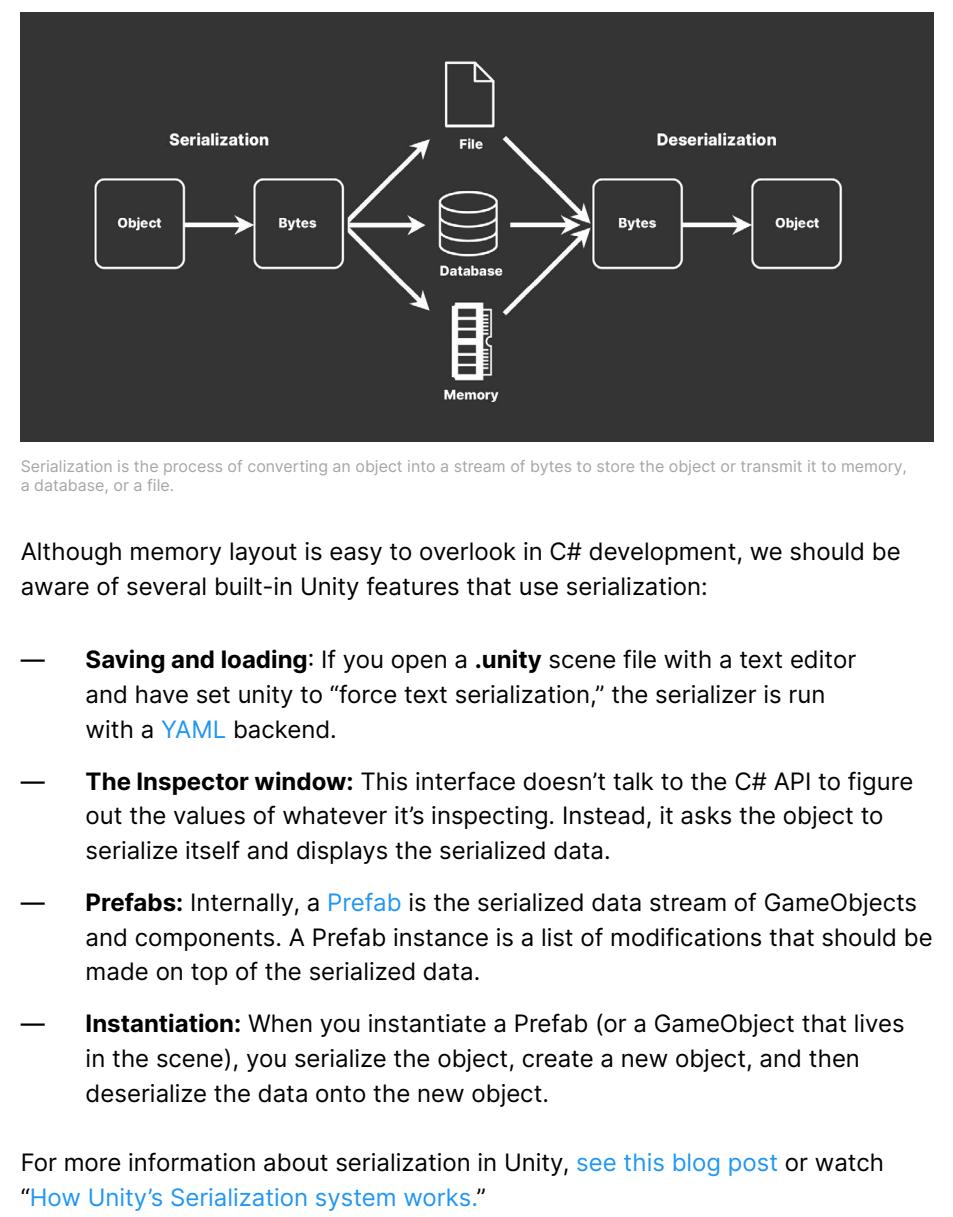 File
Serialization
Deserialization
Object
Bytes
Bytes
Object
Database
Memory
Serialization is the process of converting an object into a stream of bytes to store the object or transmit it to memory,
a database, or a file.
Although memory layout is easy to overlook in C# development, we should be
aware of several built-in Unity features that use serialization:
— Saving and loading: If you open a .unity scene file with a text editor
and have set unity to “force text serialization,” the serializer is run
with a YAML backend.
— The Inspector window: This interface doesn’t talk to the C# API to figure
out the values of whatever it’s inspecting. Instead, it asks the object to
serialize itself and displays the serialized data.
— Prefabs: Internally, a Prefab is the serialized data stream of GameObjects
and components. A Prefab instance is a list of modifications that should be
made on top of the serialized data.
— Instantiation: When you instantiate a Prefab (or a GameObject that lives
in the scene), you serialize the object, create a new object, and then
deserialize the data onto the new object.
For more information about serialization in Unity, see this blog post or watch
“How Unity’s Serialization system works.”